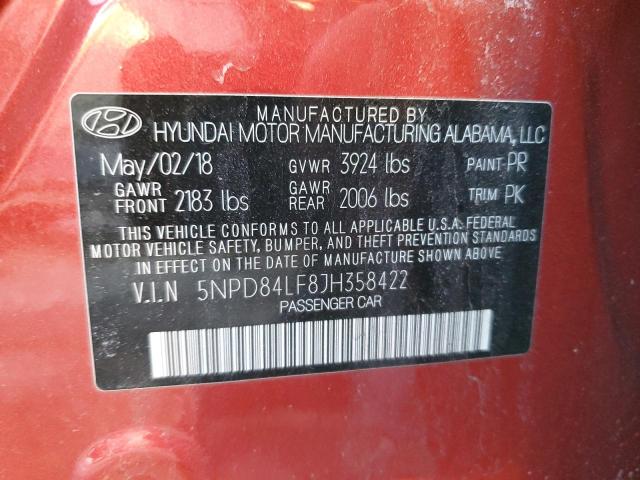 MANUFACTURED BY
HYUNDAI MOTOR MANUFACTURING ALABAMA, LLC
May/02/18 GVWR 3924 lbs PAINT PR
GAWR FRONT 2183 lbs GAWR REAR 2006 lbs TRIM PK
THIS VEHICLE CONFORMS TO ALL APPLICABLE U.S.A. FEDERAL
MOTOR VEHICLE SAFETY, BUMPER, AND THEFT PREVENTION STANDARDS
IN EFFECT ON THE DATE OF MANUFACTURE SHOWN ABOVE
V.I.N 5NPD84LF8JH358422
PASSENGER CAR